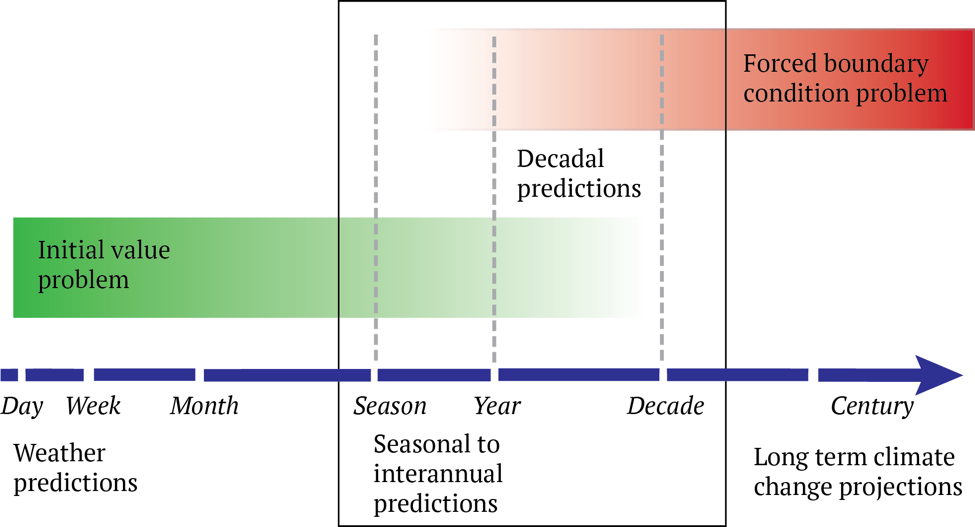 Forced boundary
condition problem
Decadal
predictions
Initial value
problem
Day Week Month Season Year Decade Century
Weather
predictions
Seasonal to
interannual
predictions
Long term climate
change projections